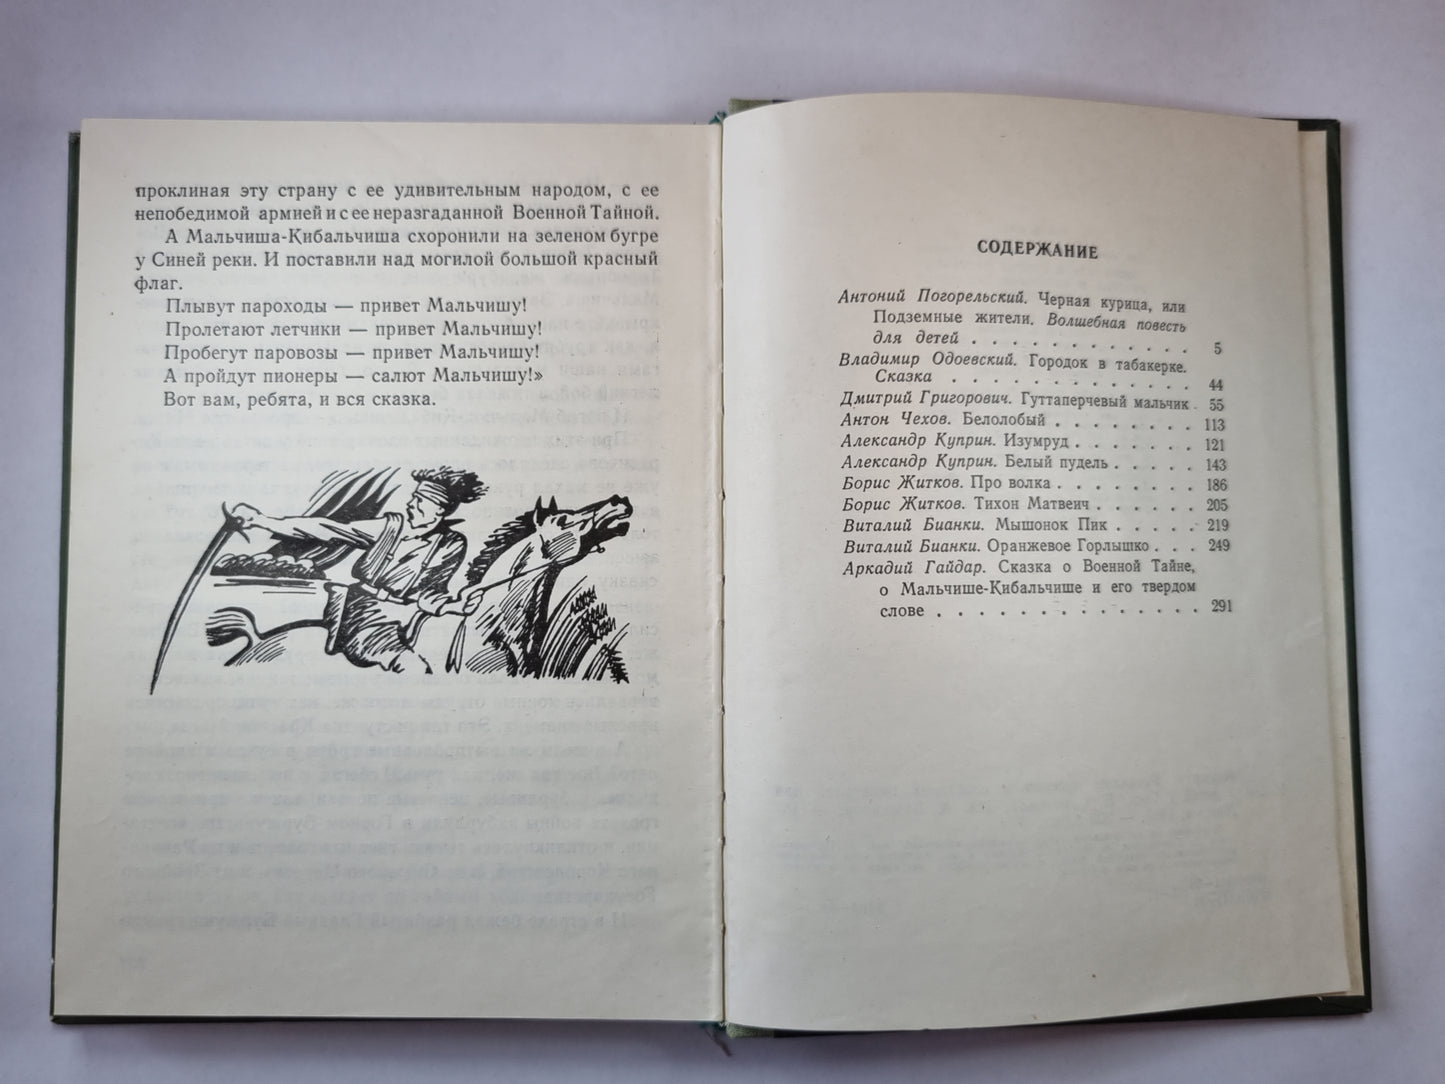 проклиная эту страну с ее удивительным народом, с ее
непобедимой армией и с ее неразгаданной Военной Тайной.
А Мальчиша-Кибальчиша схоронили на зеленом бугре
у Синей реки. И поставили над могилой большой красный
флаг.
Плывут пароходы — привет Мальчишу!
Пролетают летчики — привет Мальчишу!
Пробегут паровозы — привет Мальчишу!
А пройдут пионеры — салют Мальчишу!»
Вот вам, ребята, и вся сказка.
СОДЕРЖАНИЕ
Антоний Погорельский. Черная курица, или
Подземные жители. Волшебная повесть
для детей . . . . . . . . . . . 5
Владимир Одоевский. Городок в табакерке.
Сказка . . . . . . . . . . . . 44
Дмитрий Григорович. Гуттаперчевый мальчик . 55
Антон Чехов. Белолобый . . . . . . . 113
Александр Куприн. Изумруд . . . . . . 121
Александр Куприн. Белый пудель . . . . . 143
Борис Житков. Про волка . . . . . . . 186
Борис Житков. Тихон Матвеич . . . . . . 205
Виталий Бианки. Мышонок Пик . . . . . 219
Виталий Бианки. Оранжевое Горлышко . . . 249
Аркадий Гайдар. Сказка о Военной Тайне,
о Мальчише-Кибальчише и его твердом
слове . . . . . . . . . . . . . 291